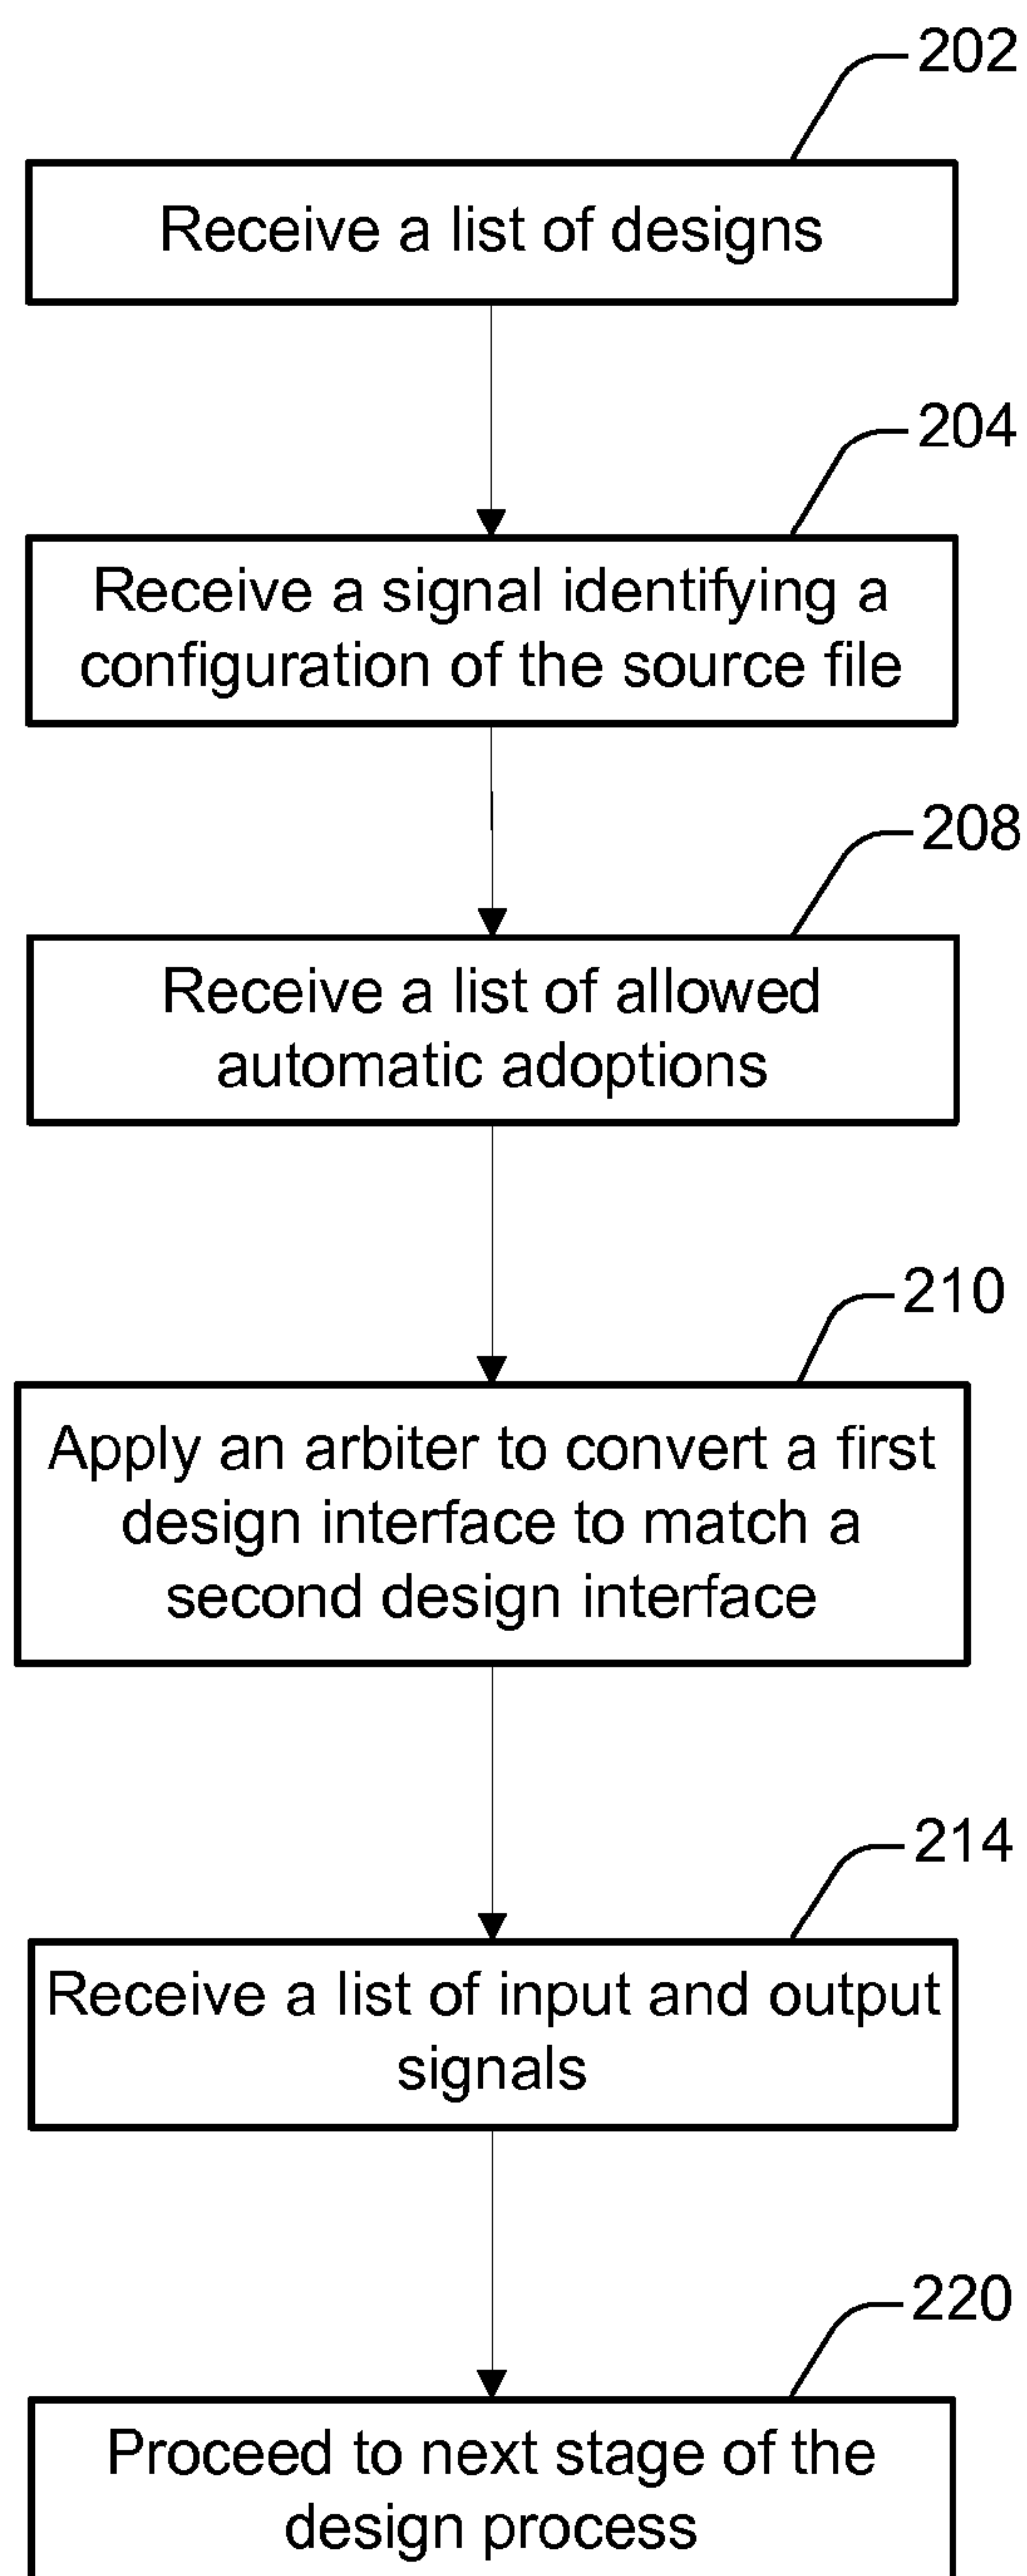 202
Receive a list of designs
204
Receive a signal identifying a
configuration of the source file
208
Receive a list of allowed
automatic adoptions
210
Apply an arbiter to convert a first
design interface to match a
second design interface
214
Receive a list of input and output
signals
220
Proceed to next stage of the
design process